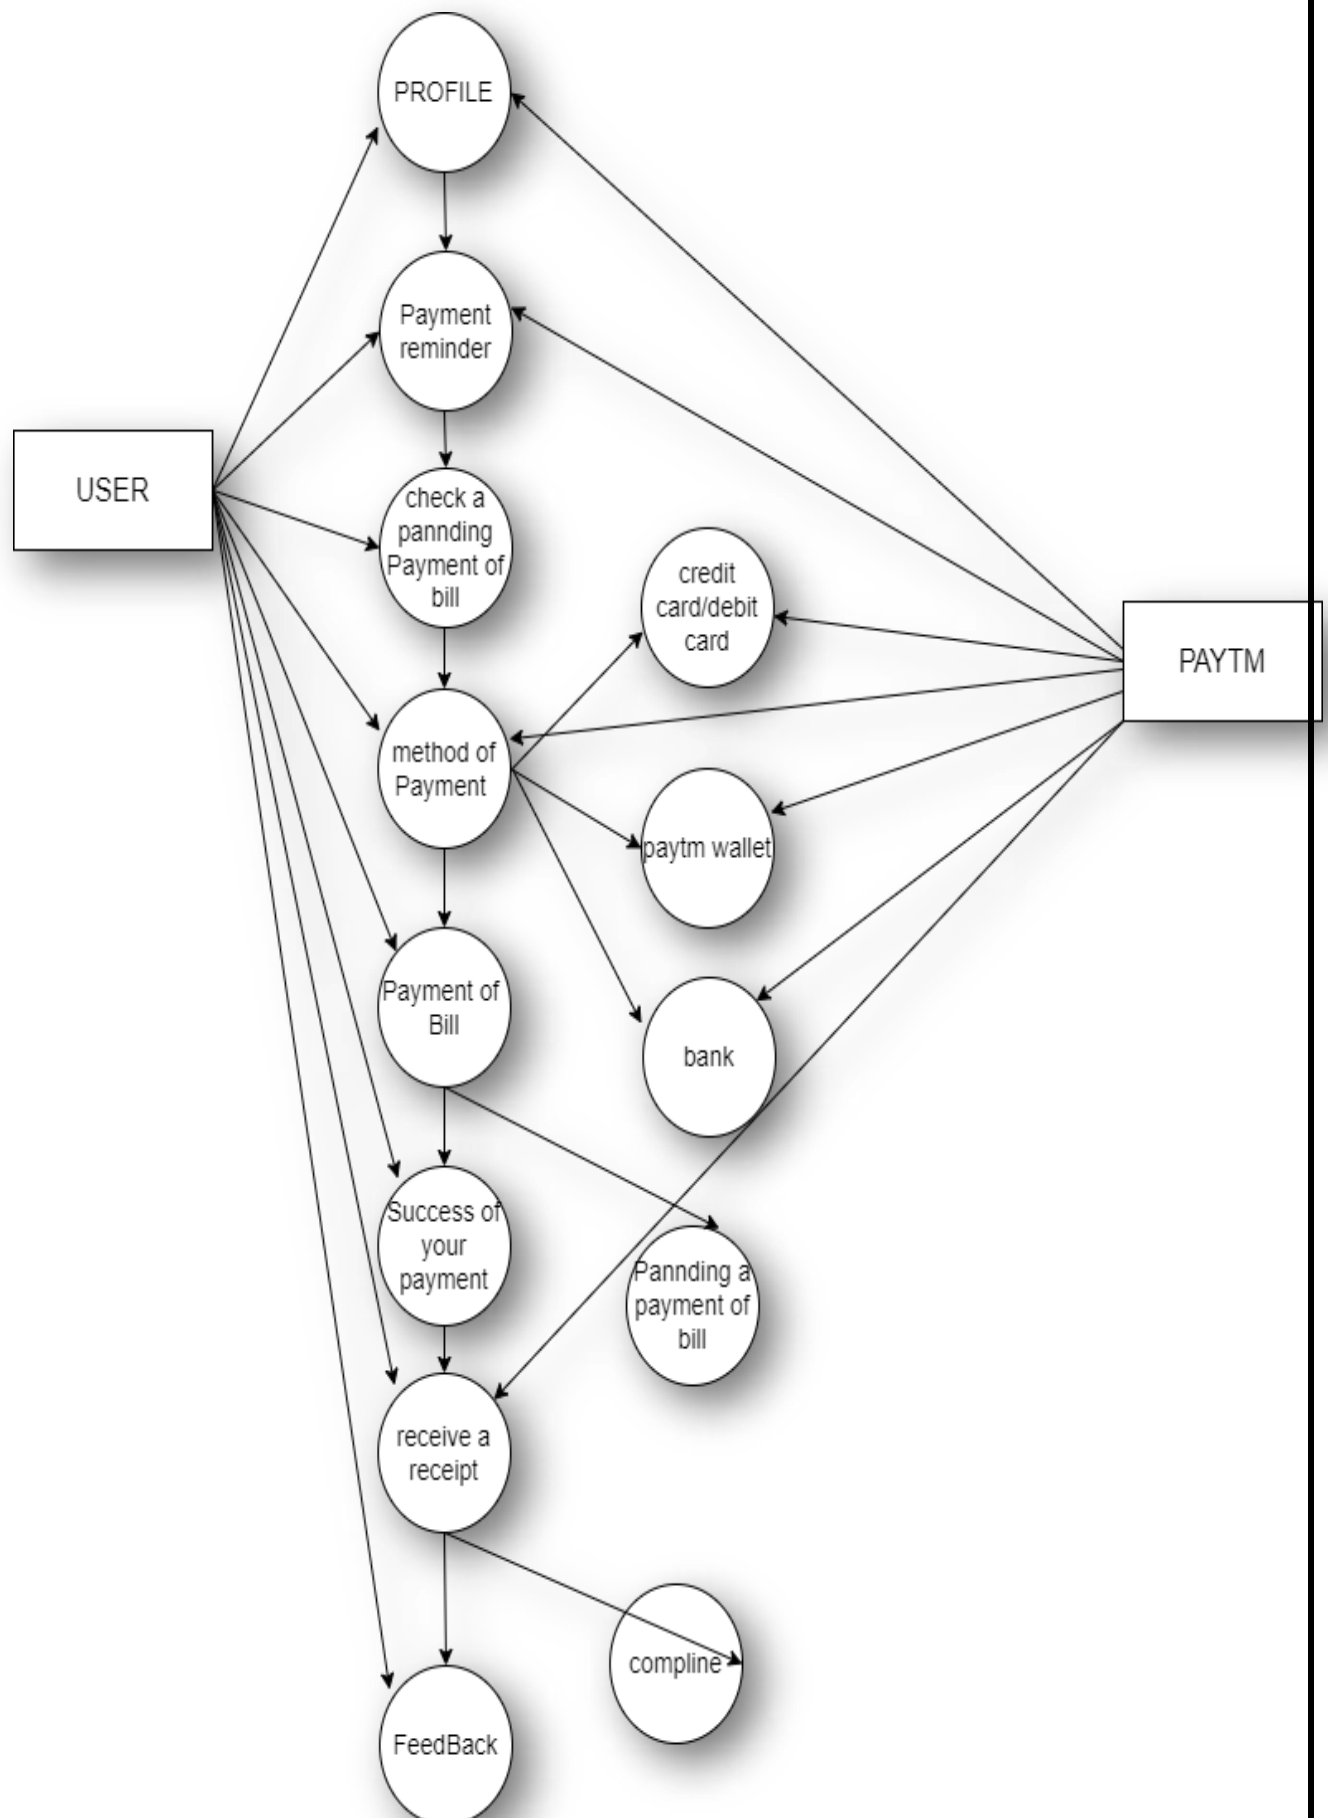 PROFILE
Payment
reminder
USER
check a
pannding
Payment of
bill
credit
card/debit
card
PAYTM
method of
Payment
paytm wallet
Payment of
Bill
bank
Success of
your
payment
Pannding a
payment of
bill
receive a
receipt
compline
FeedBack